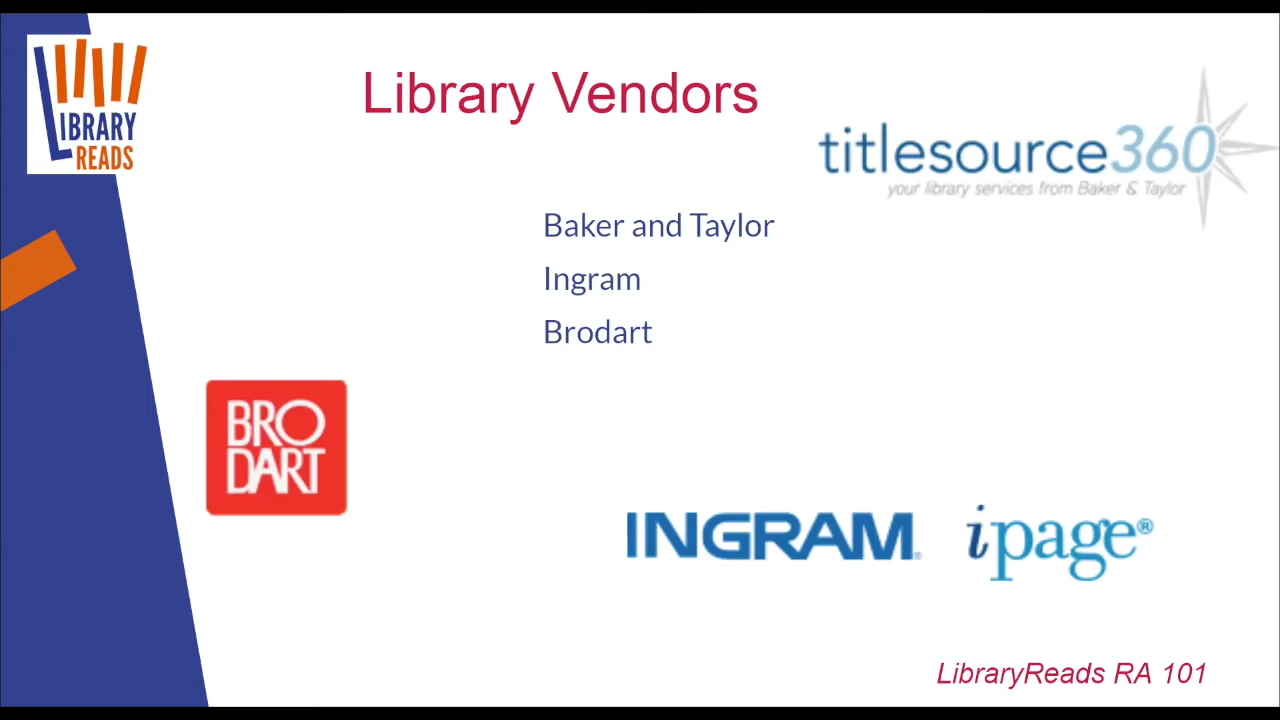 LIBRARY
READS
Library Vendors
titlesource360
your library services from Baker & Taylor
Baker and Taylor
Ingram
Brodart
BRO
DART
INGRAM®
ipage®
LibraryReads RA 101